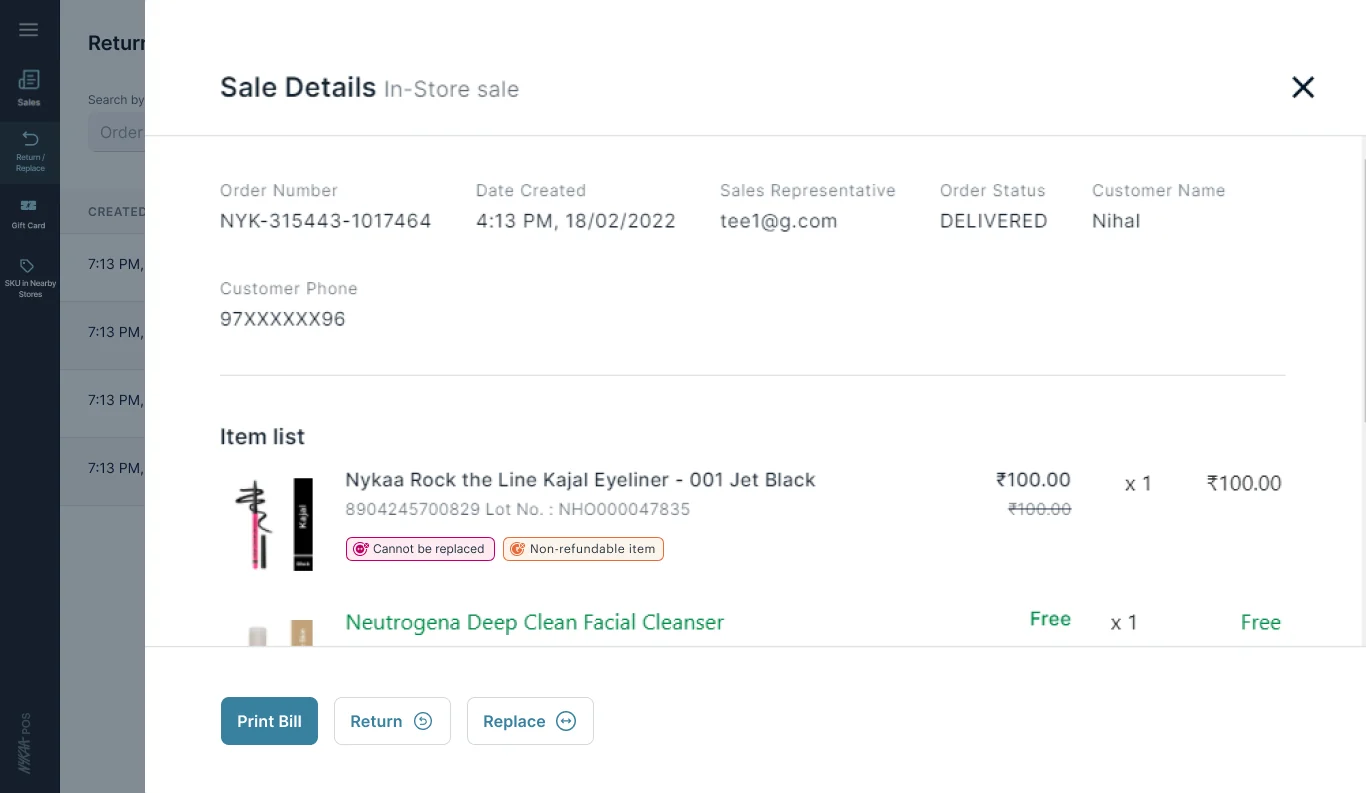 Sales
Return /
Replace
Gift Card
SKU in Nearby
Stores
NYKAA POS
Return
Search by
Order
CREATED
7:13 PM,
7:13 PM,
7:13 PM,
7:13 PM,
Sale Details In-Store sale
Order Number
NYK-315443-1017464
Date Created
4:13 PM, 18/02/2022
Sales Representative
tee1@g.com
Order Status
DELIVERED
Customer Name
Nihal
Customer Phone
97XXXXXX96
Item list
Kajal
Nykaa Rock the Line Kajal Eyeliner - 001 Jet Black
₹100.00 x 1 ₹100.00
8904245700829 Lot No. : NHO000047835
₹100.00
Cannot be replaced Non-refundable item
Neutrogena Deep Clean Facial Cleanser Free x 1 Free
Print Bill Return Replace